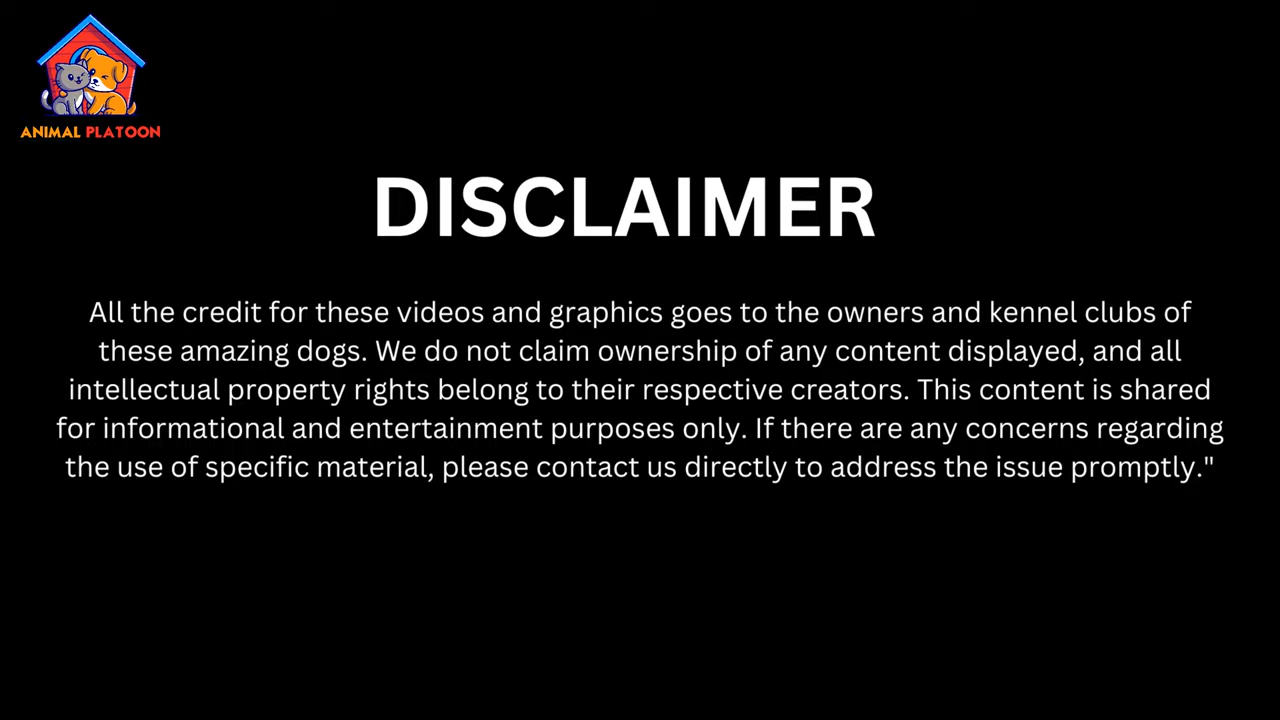 ANIMAL PLATOON
DISCLAIMER
All the credit for these videos and graphics goes to the owners and kennel clubs of
these amazing dogs. We do not claim ownership of any content displayed, and all
intellectual property rights belong to their respective creators. This content is shared
for informational and entertainment purposes only. If there are any concerns regarding
the use of specific material, please contact us directly to address the issue promptly."